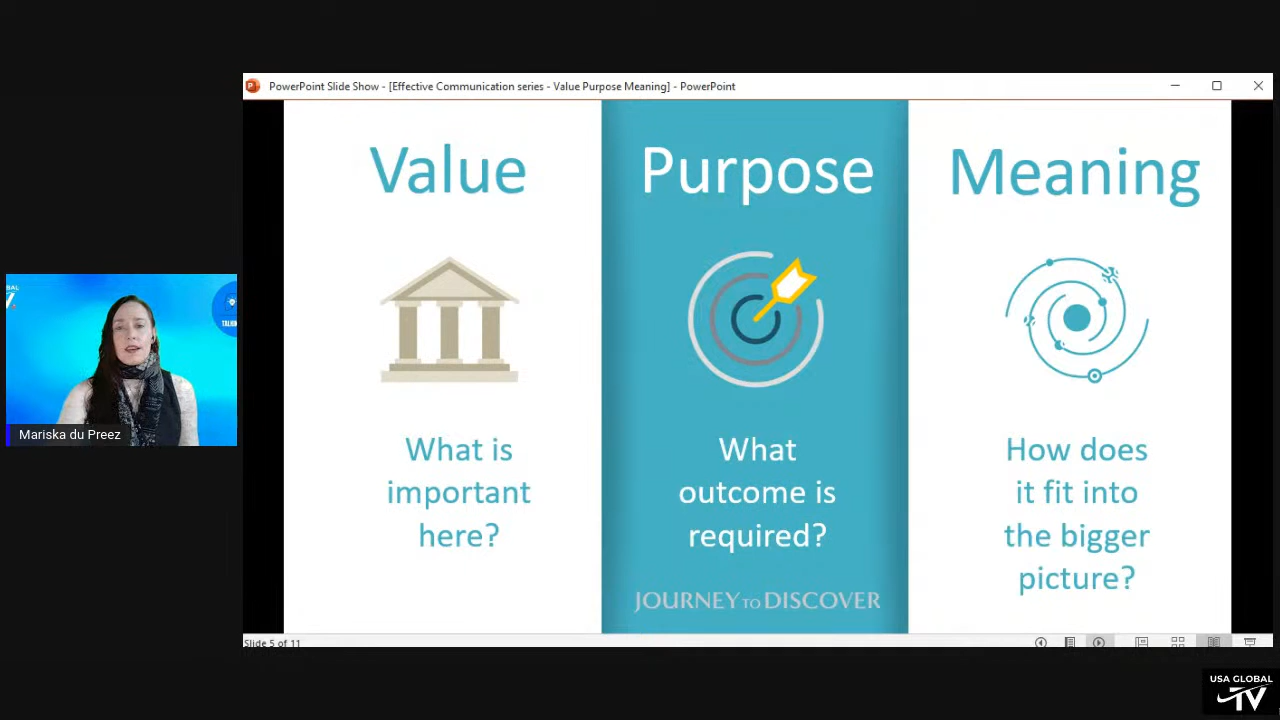 PowerPoint Slide Show - [Effective Communication series - Value Purpose Meaning] - PowerPoint
Value
What is
important
here?
Purpose
What
outcome is
required?
JOURNEY TO DISCOVER
Meaning
How does
it fit into
the bigger
picture?
Slide 5 of 11
Mariska du Preez
USA GLOBAL
TV